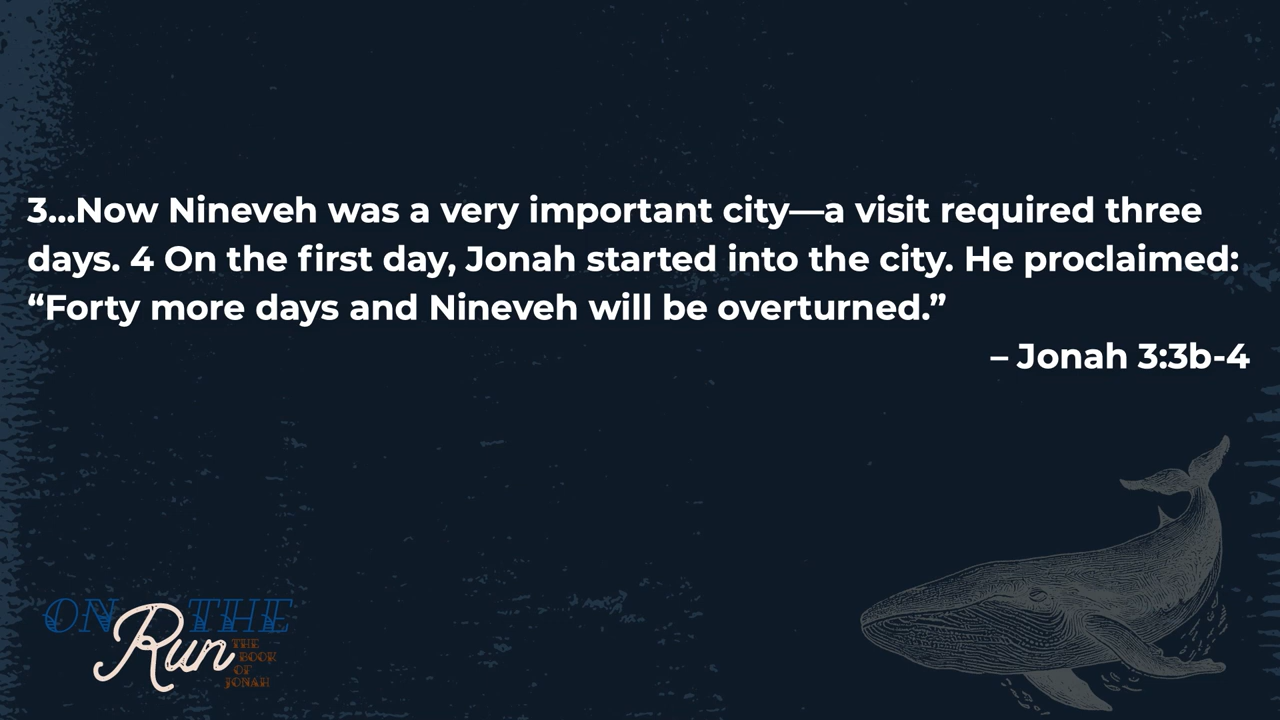 3...Now Nineveh was a very important city—a visit required three
days. 4 On the first day, Jonah started into the city. He proclaimed:
“Forty more days and Nineveh will be overturned.”
– Jonah 3:3b-4
ON THE
Run
THE
BOOK
OF
JONAH